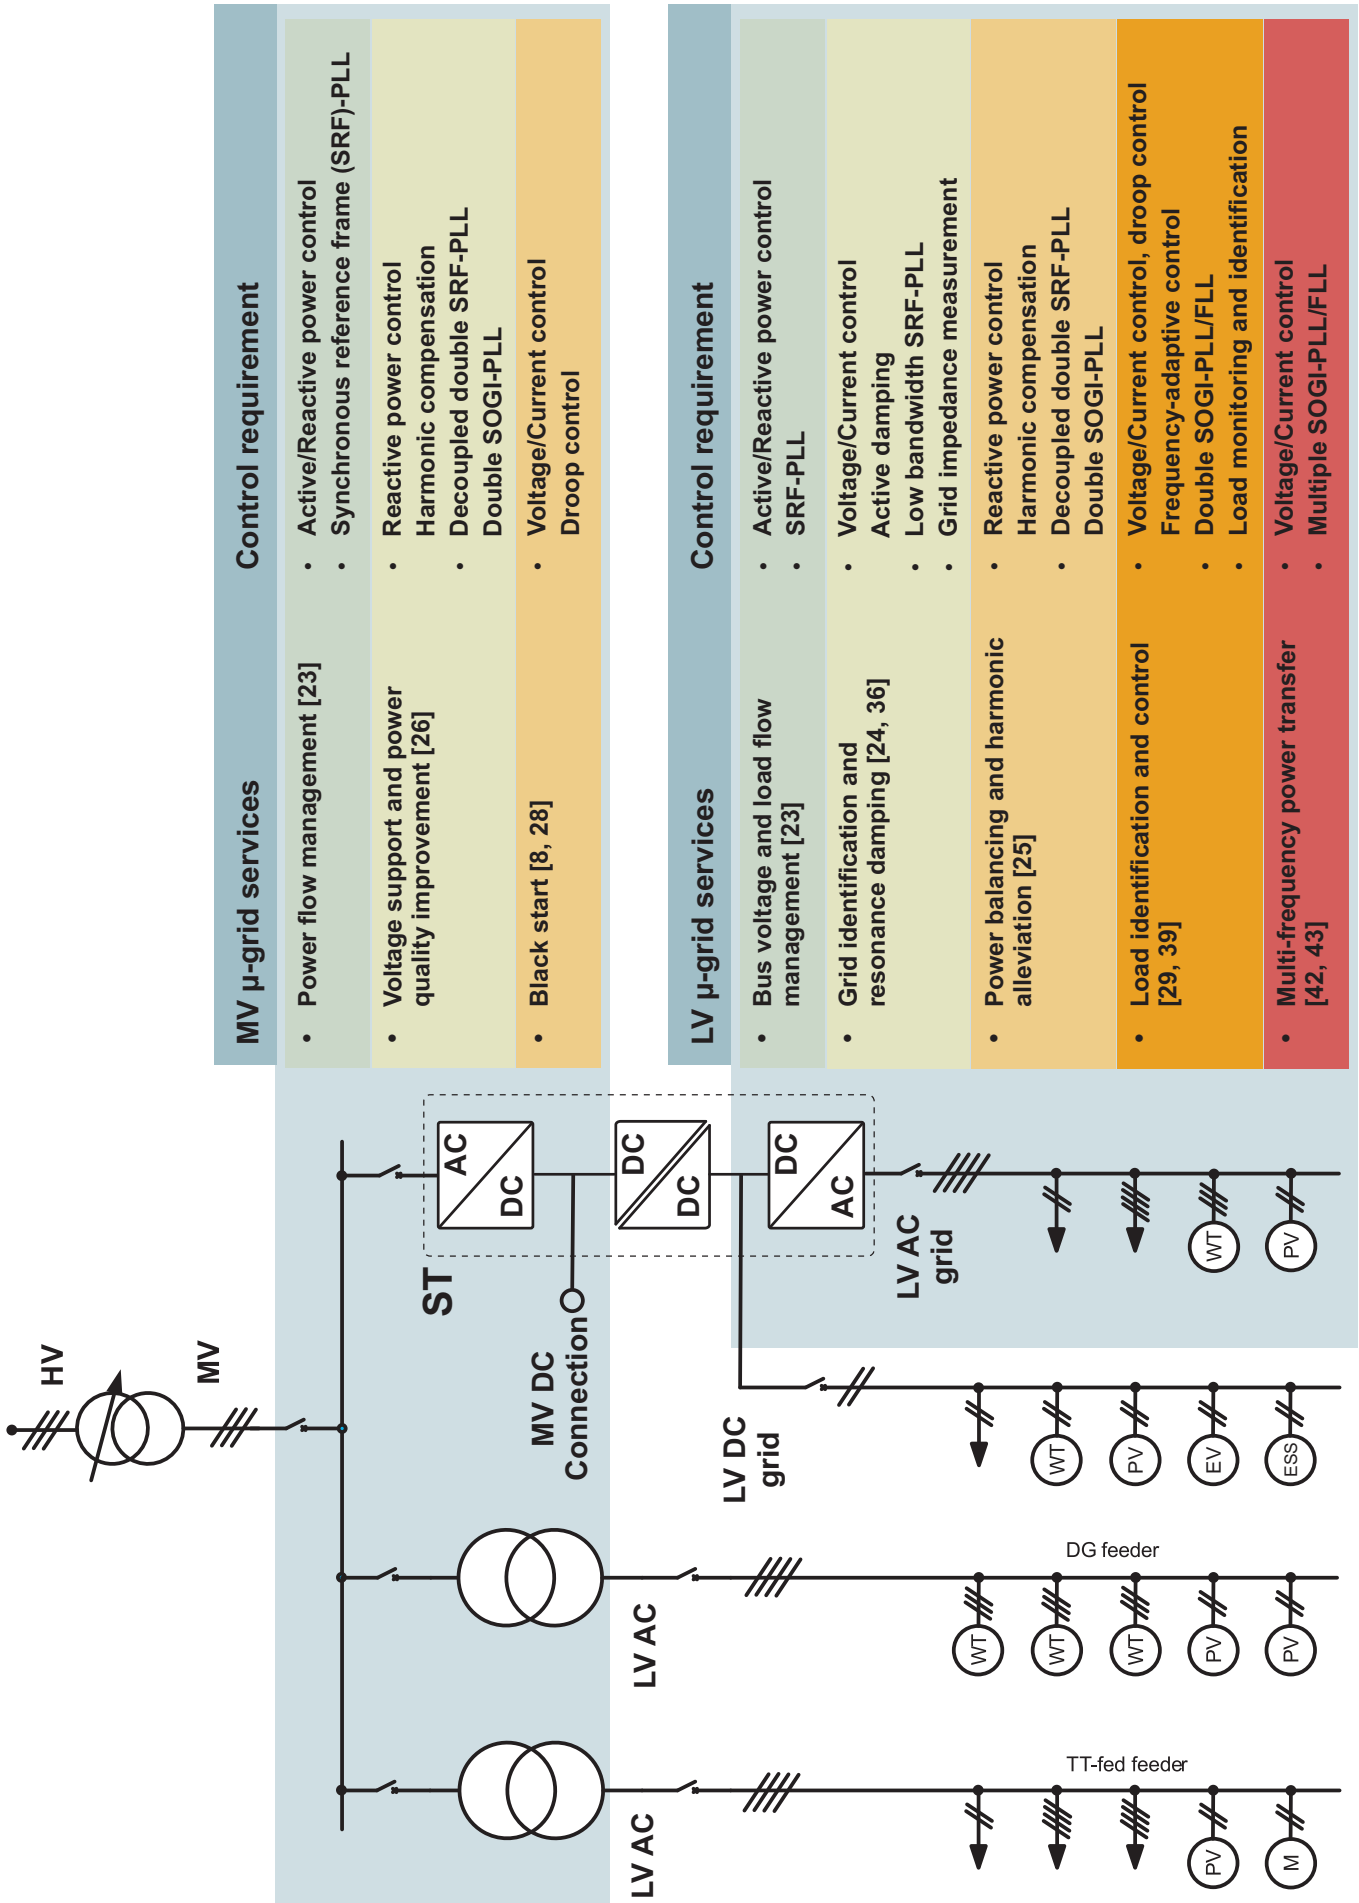 HV
MV
ST
AC
DC
MV DC
Connection
DC
DC
DC
AC
LV AC
LV AC
LV DC
grid
LV AC
grid
TT-fed feeder
PV
M
DG feeder
WT
WT
WT
PV
PV
WT
PV
EV
ESS
WT
PV
MV µ-grid services
Control requirement
• Power flow management [23]
• Active/Reactive power control
• Synchronous reference frame (SRF)-PLL
• Voltage support and power
quality improvement [26]
• Reactive power control
Harmonic compensation
• Decoupled double SRF-PLL
Double SOGI-PLL
• Black start [8, 28]
• Voltage/Current control
Droop control
LV µ-grid services
Control requirement
• Bus voltage and load flow
management [23]
• Active/Reactive power control
• SRF-PLL
• Grid identification and
resonance damping [24, 36]
• Voltage/Current control
Active damping
• Low bandwidth SRF-PLL
• Grid impedance measurement
• Power balancing and harmonic
alleviation [25]
• Reactive power control
Harmonic compensation
• Decoupled double SRF-PLL
Double SOGI-PLL
• Load identification and control
[29, 39]
• Voltage/Current control, droop control
Frequency-adaptive control
• Double SOGI-PLL/FLL
• Load monitoring and identification
• Multi-frequency power transfer
[42, 43]
• Voltage/Current control
• Multiple SOGI-PLL/FLL